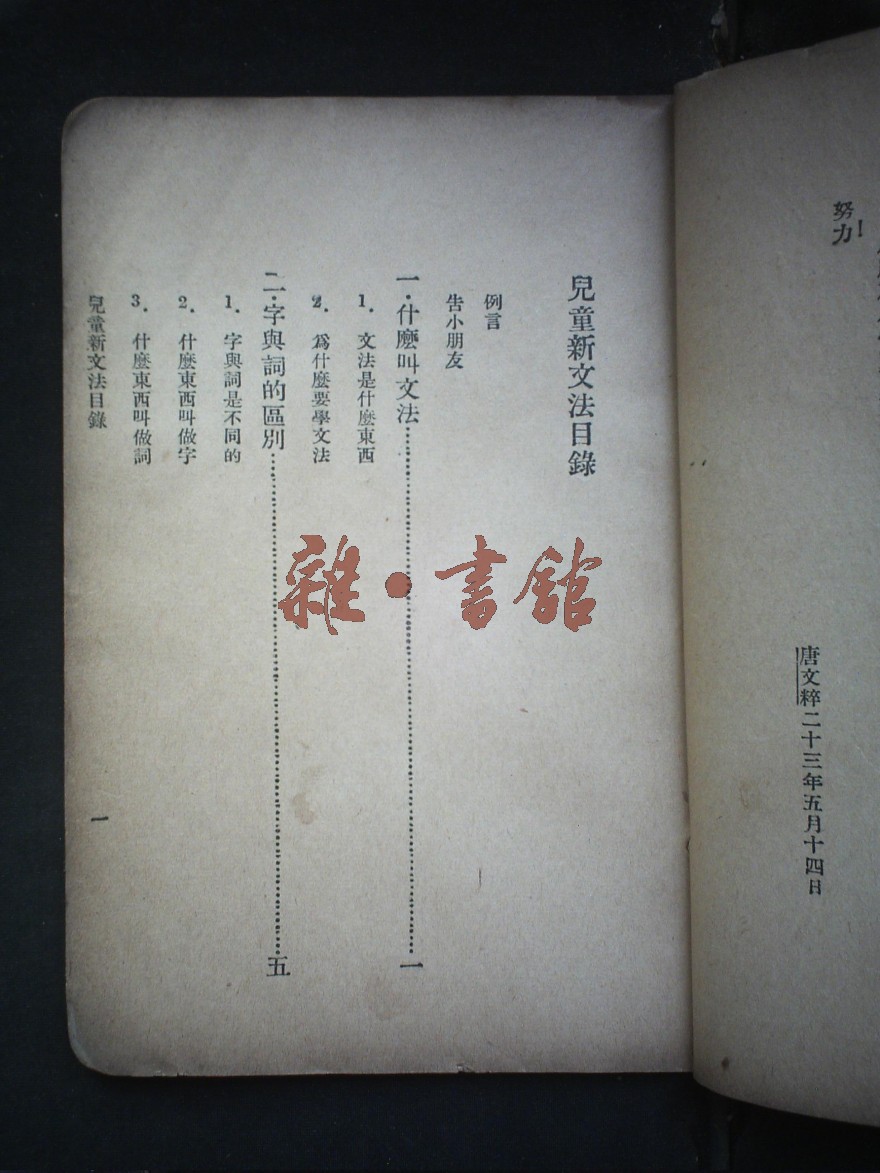 努力!
唐文粹二十三年五月十四日
兒童新文法目錄
例言
告小朋友
一.什麼叫文法……一
1. 文法是什麼東西
2. 爲什麼要學文法
二.字與詞的區別……五
1. 字與詞是不同的
2. 什麼東西叫做字
3. 什麼東西叫做詞
兒童新文法目錄
一
雜·書館